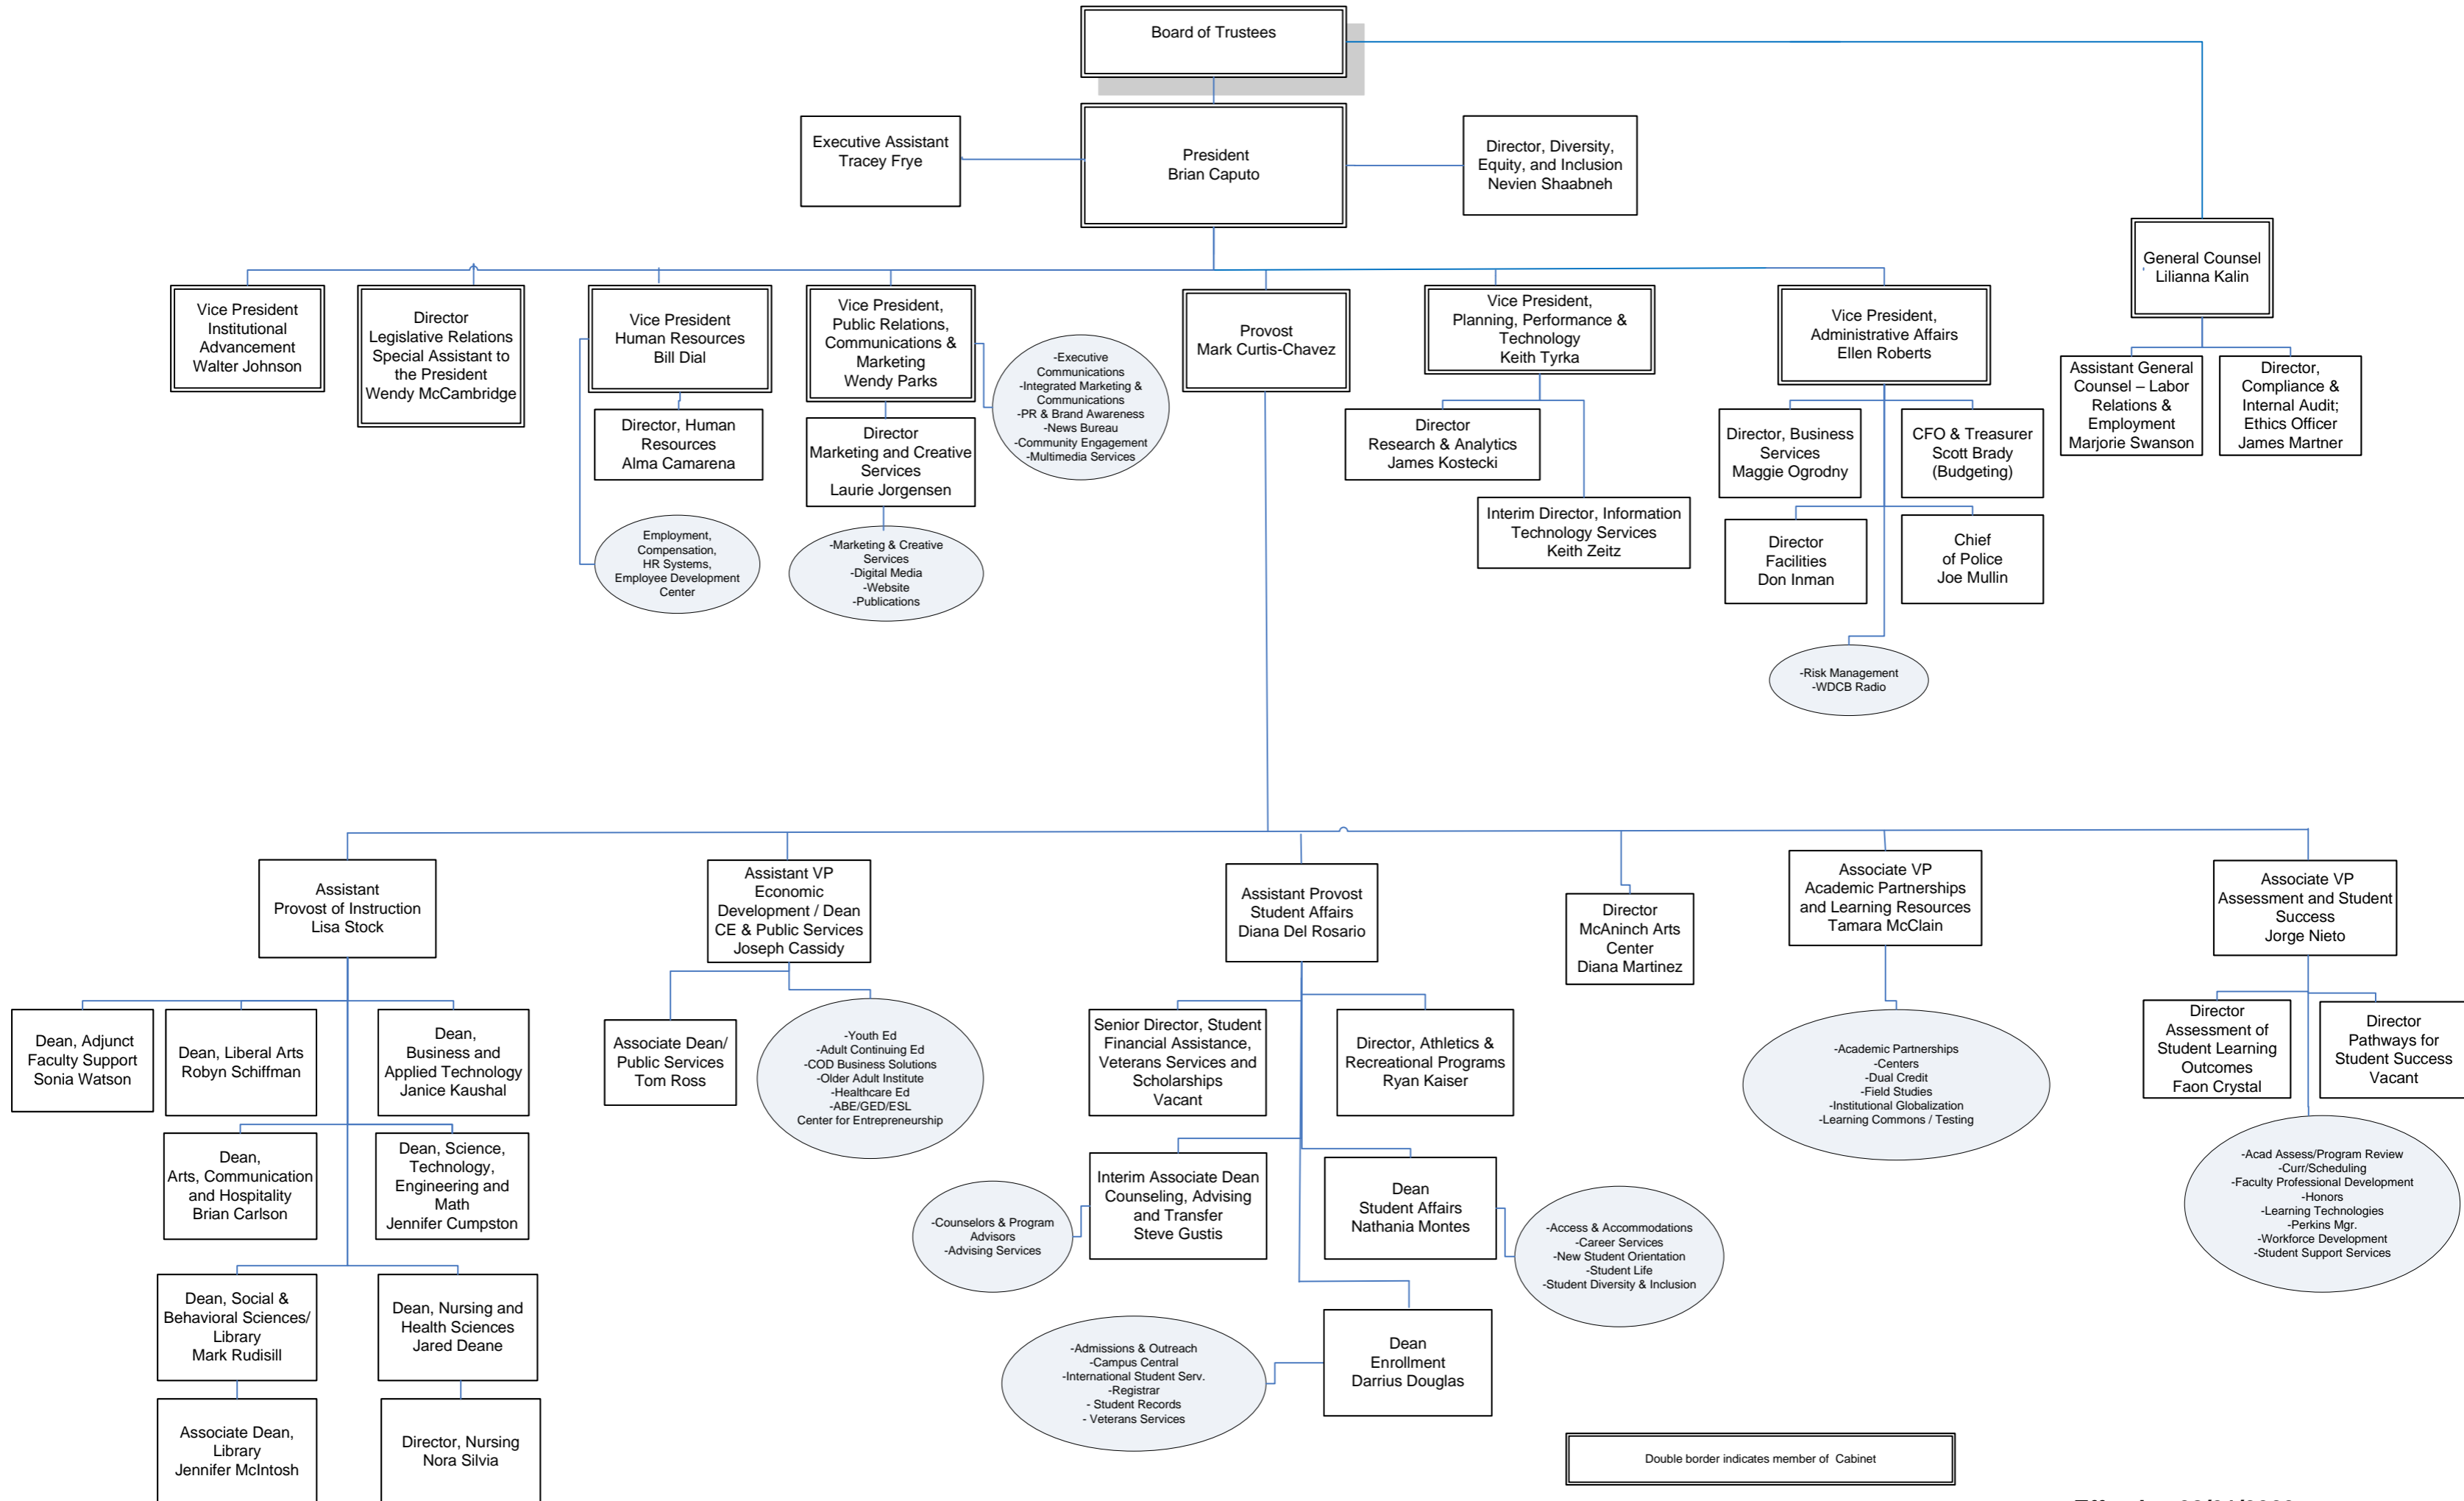 Board of Trustees
Executive Assistant
Tracey Frye
President
Brian Caputo
Director, Diversity,
Equity, and Inclusion
Nevien Shaabneh
General Counsel
Lilianna Kalin
Vice President
Institutional
Advancement
Walter Johnson
Director
Legislative Relations
Special Assistant to
the President
Wendy McCambridge
Vice President
Human Resources
Bill Dial
Vice President,
Public Relations,
Communications &
Marketing
Wendy Parks
-Executive
Communications
-Integrated Marketing &
Communications
-PR & Brand Awareness
-News Bureau
-Community Engagement
-Multimedia Services
Provost
Mark Curtis-Chavez
Vice President,
Planning, Performance &
Technology
Keith Tyrka
Vice President,
Administrative Affairs
Ellen Roberts
Assistant General
Counsel – Labor
Relations &
Employment
Marjorie Swanson
Director,
Compliance &
Internal Audit;
Ethics Officer
James Martner
Director, Human
Resources
Alma Camarena
Director
Marketing and Creative
Services
Laurie Jorgensen
Director
Research & Analytics
James Kostecki
Director, Business
Services
Maggie Ogrodny
CFO & Treasurer
Scott Brady
(Budgeting)
Interim Director, Information
Technology Services
Keith Zeitz
Director
Facilities
Don Inman
Chief
of Police
Joe Mullin
Employment,
Compensation,
HR Systems,
Employee Development
Center
-Marketing & Creative
Services
-Digital Media
-Website
-Publications
-Risk Management
-WDCB Radio
Assistant
Provost of Instruction
Lisa Stock
Assistant VP
Economic
Development / Dean
CE & Public Services
Joseph Cassidy
Assistant Provost
Student Affairs
Diana Del Rosario
Director
McAninch Arts
Center
Diana Martinez
Associate VP
Academic Partnerships
and Learning Resources
Tamara McClain
Associate VP
Assessment and Student
Success
Jorge Nieto
Dean, Adjunct
Faculty Support
Sonia Watson
Dean, Liberal Arts
Robyn Schiffman
Dean,
Business and
Applied Technology
Janice Kaushal
Associate Dean/
Public Services
Tom Ross
-Youth Ed
-Adult Continuing Ed
-COD Business Solutions
-Older Adult Institute
-Healthcare Ed
-ABE/GED/ESL
Center for Entrepreneurship
Senior Director, Student
Financial Assistance,
Veterans Services and
Scholarships
Vacant
Director, Athletics &
Recreational Programs
Ryan Kaiser
-Academic Partnerships
-Centers
-Dual Credit
-Field Studies
-Institutional Globalization
-Learning Commons / Testing
Director
Assessment of
Student Learning
Outcomes
Faon Crystal
Director
Pathways for
Student Success
Vacant
Dean,
Arts, Communication
and Hospitality
Brian Carlson
Dean, Science,
Technology,
Engineering and
Math
Jennifer Cumpston
-Counselors & Program
Advisors
-Advising Services
Interim Associate Dean
Counseling, Advising
and Transfer
Steve Gustis
Dean
Student Affairs
Nathania Montes
-Access & Accommodations
-Career Services
-New Student Orientation
-Student Life
-Student Diversity & Inclusion
-Acad Assess/Program Review
-Curr/Scheduling
-Faculty Professional Development
-Honors
-Learning Technologies
-Perkins Mgr.
-Workforce Development
-Student Support Services
Dean, Social &
Behavioral Sciences/
Library
Mark Rudisill
Dean, Nursing and
Health Sciences
Jared Deane
-Admissions & Outreach
-Campus Central
-International Student Serv.
-Registrar
- Student Records
- Veterans Services
Dean
Enrollment
Darrius Douglas
Associate Dean,
Library
Jennifer McIntosh
Director, Nursing
Nora Silvia
Double border indicates member of Cabinet